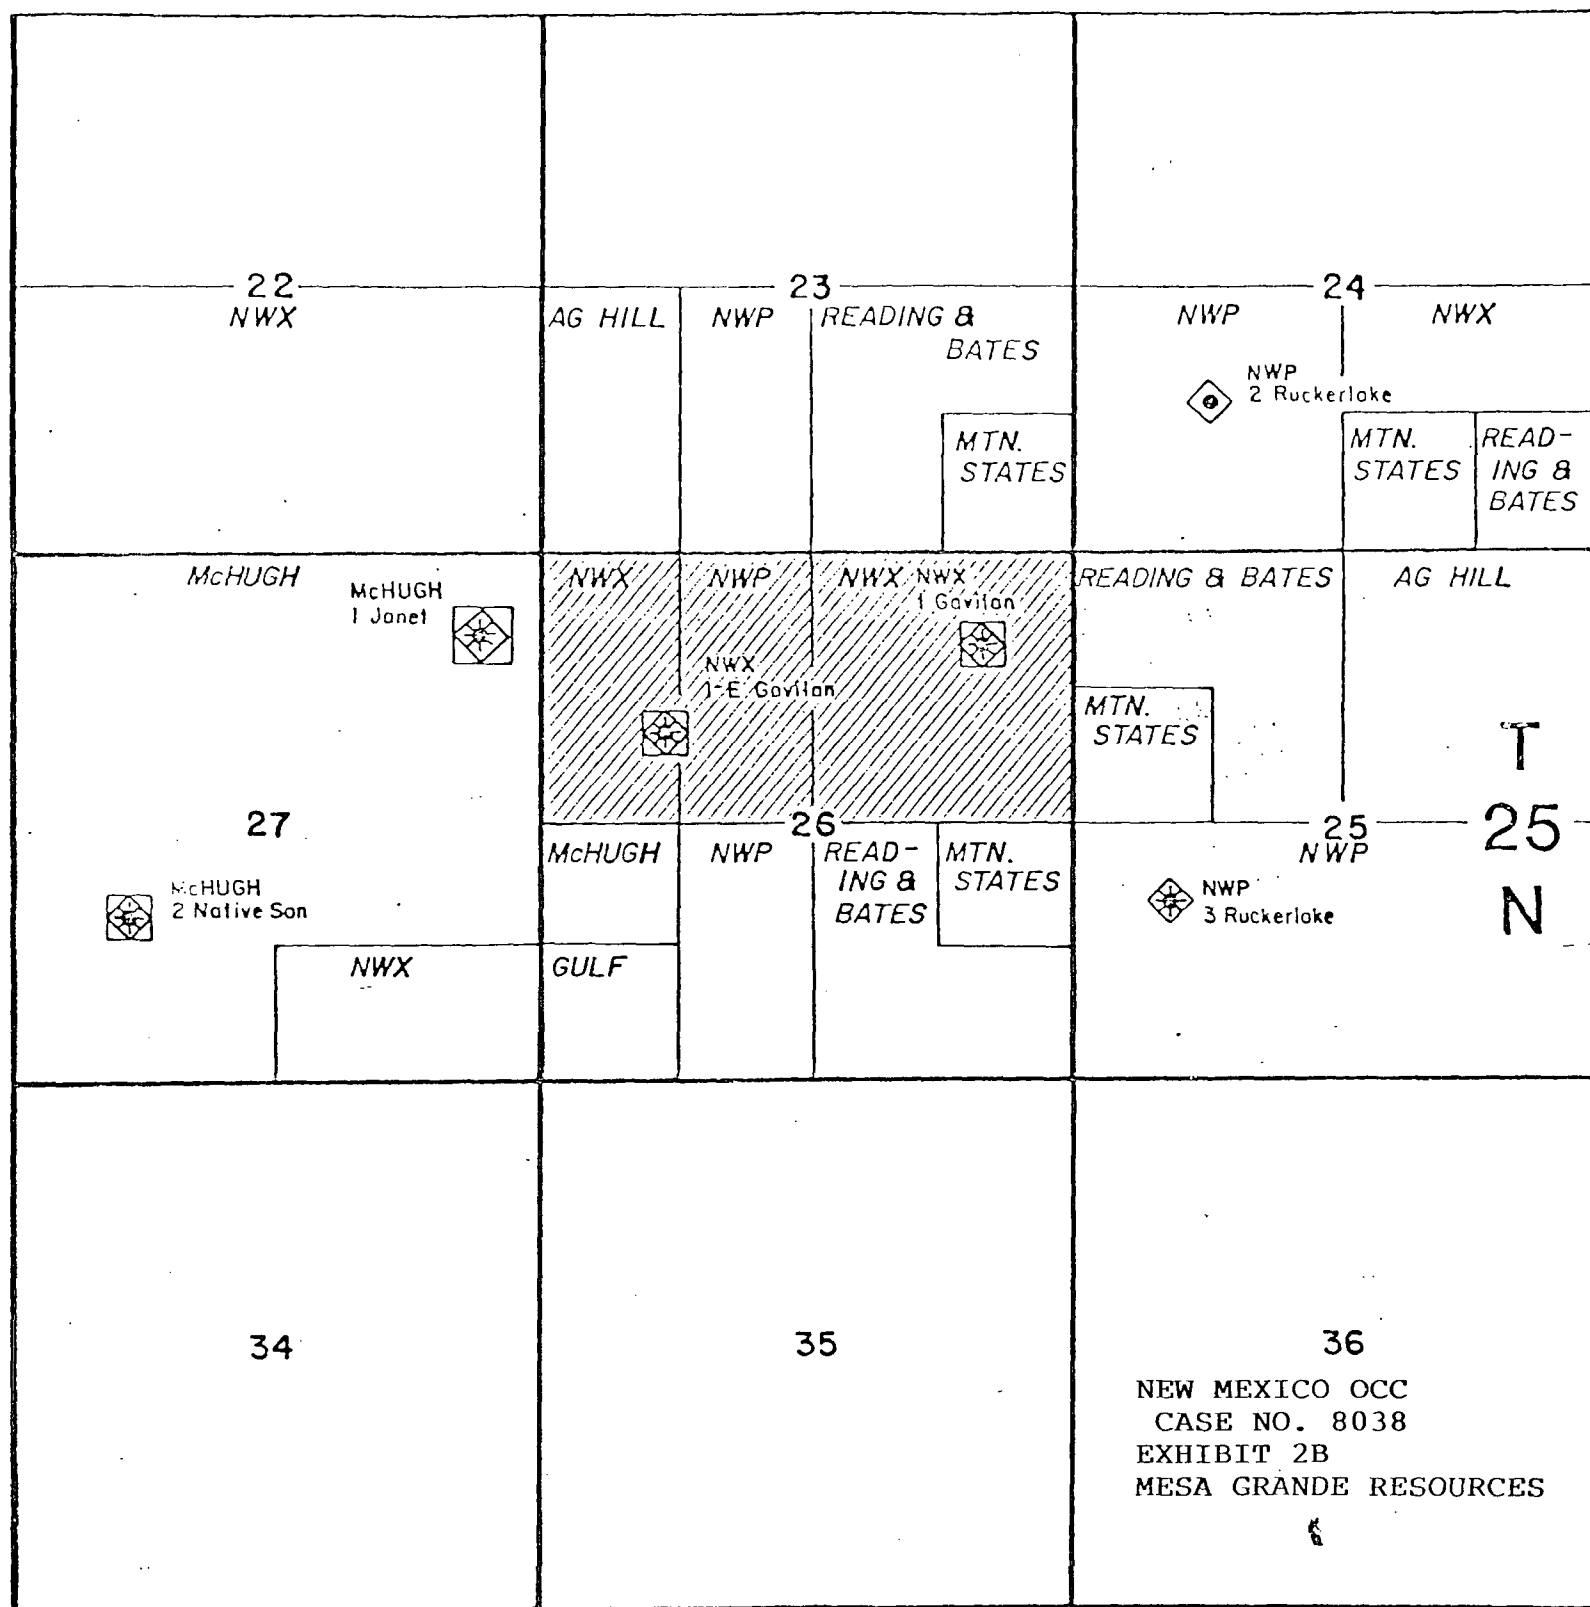 22
NWX
23
AG HILL
NWP
READING &
BATES
MTN.
STATES
24
NWP
NWX
NWP
2 Ruckerlake
MTN.
STATES
READ-
ING &
BATES
McHUGH
McHUGH
1 Janet
27
McHUGH
2 Native Son
NWX
NWX
NWP
NWX
NWX
1 Gavilan
NWX
1-E Gavilan
26
McHUGH
NWP
READ-
ING &
BATES
MTN.
STATES
GULF
READING & BATES
AG HILL
MTN.
STATES
25
NWP
NWP
3 Ruckerlake
T
25
N
34
35
36
NEW MEXICO OCC
CASE NO. 8038
EXHIBIT 2B
MESA GRANDE RESOURCES